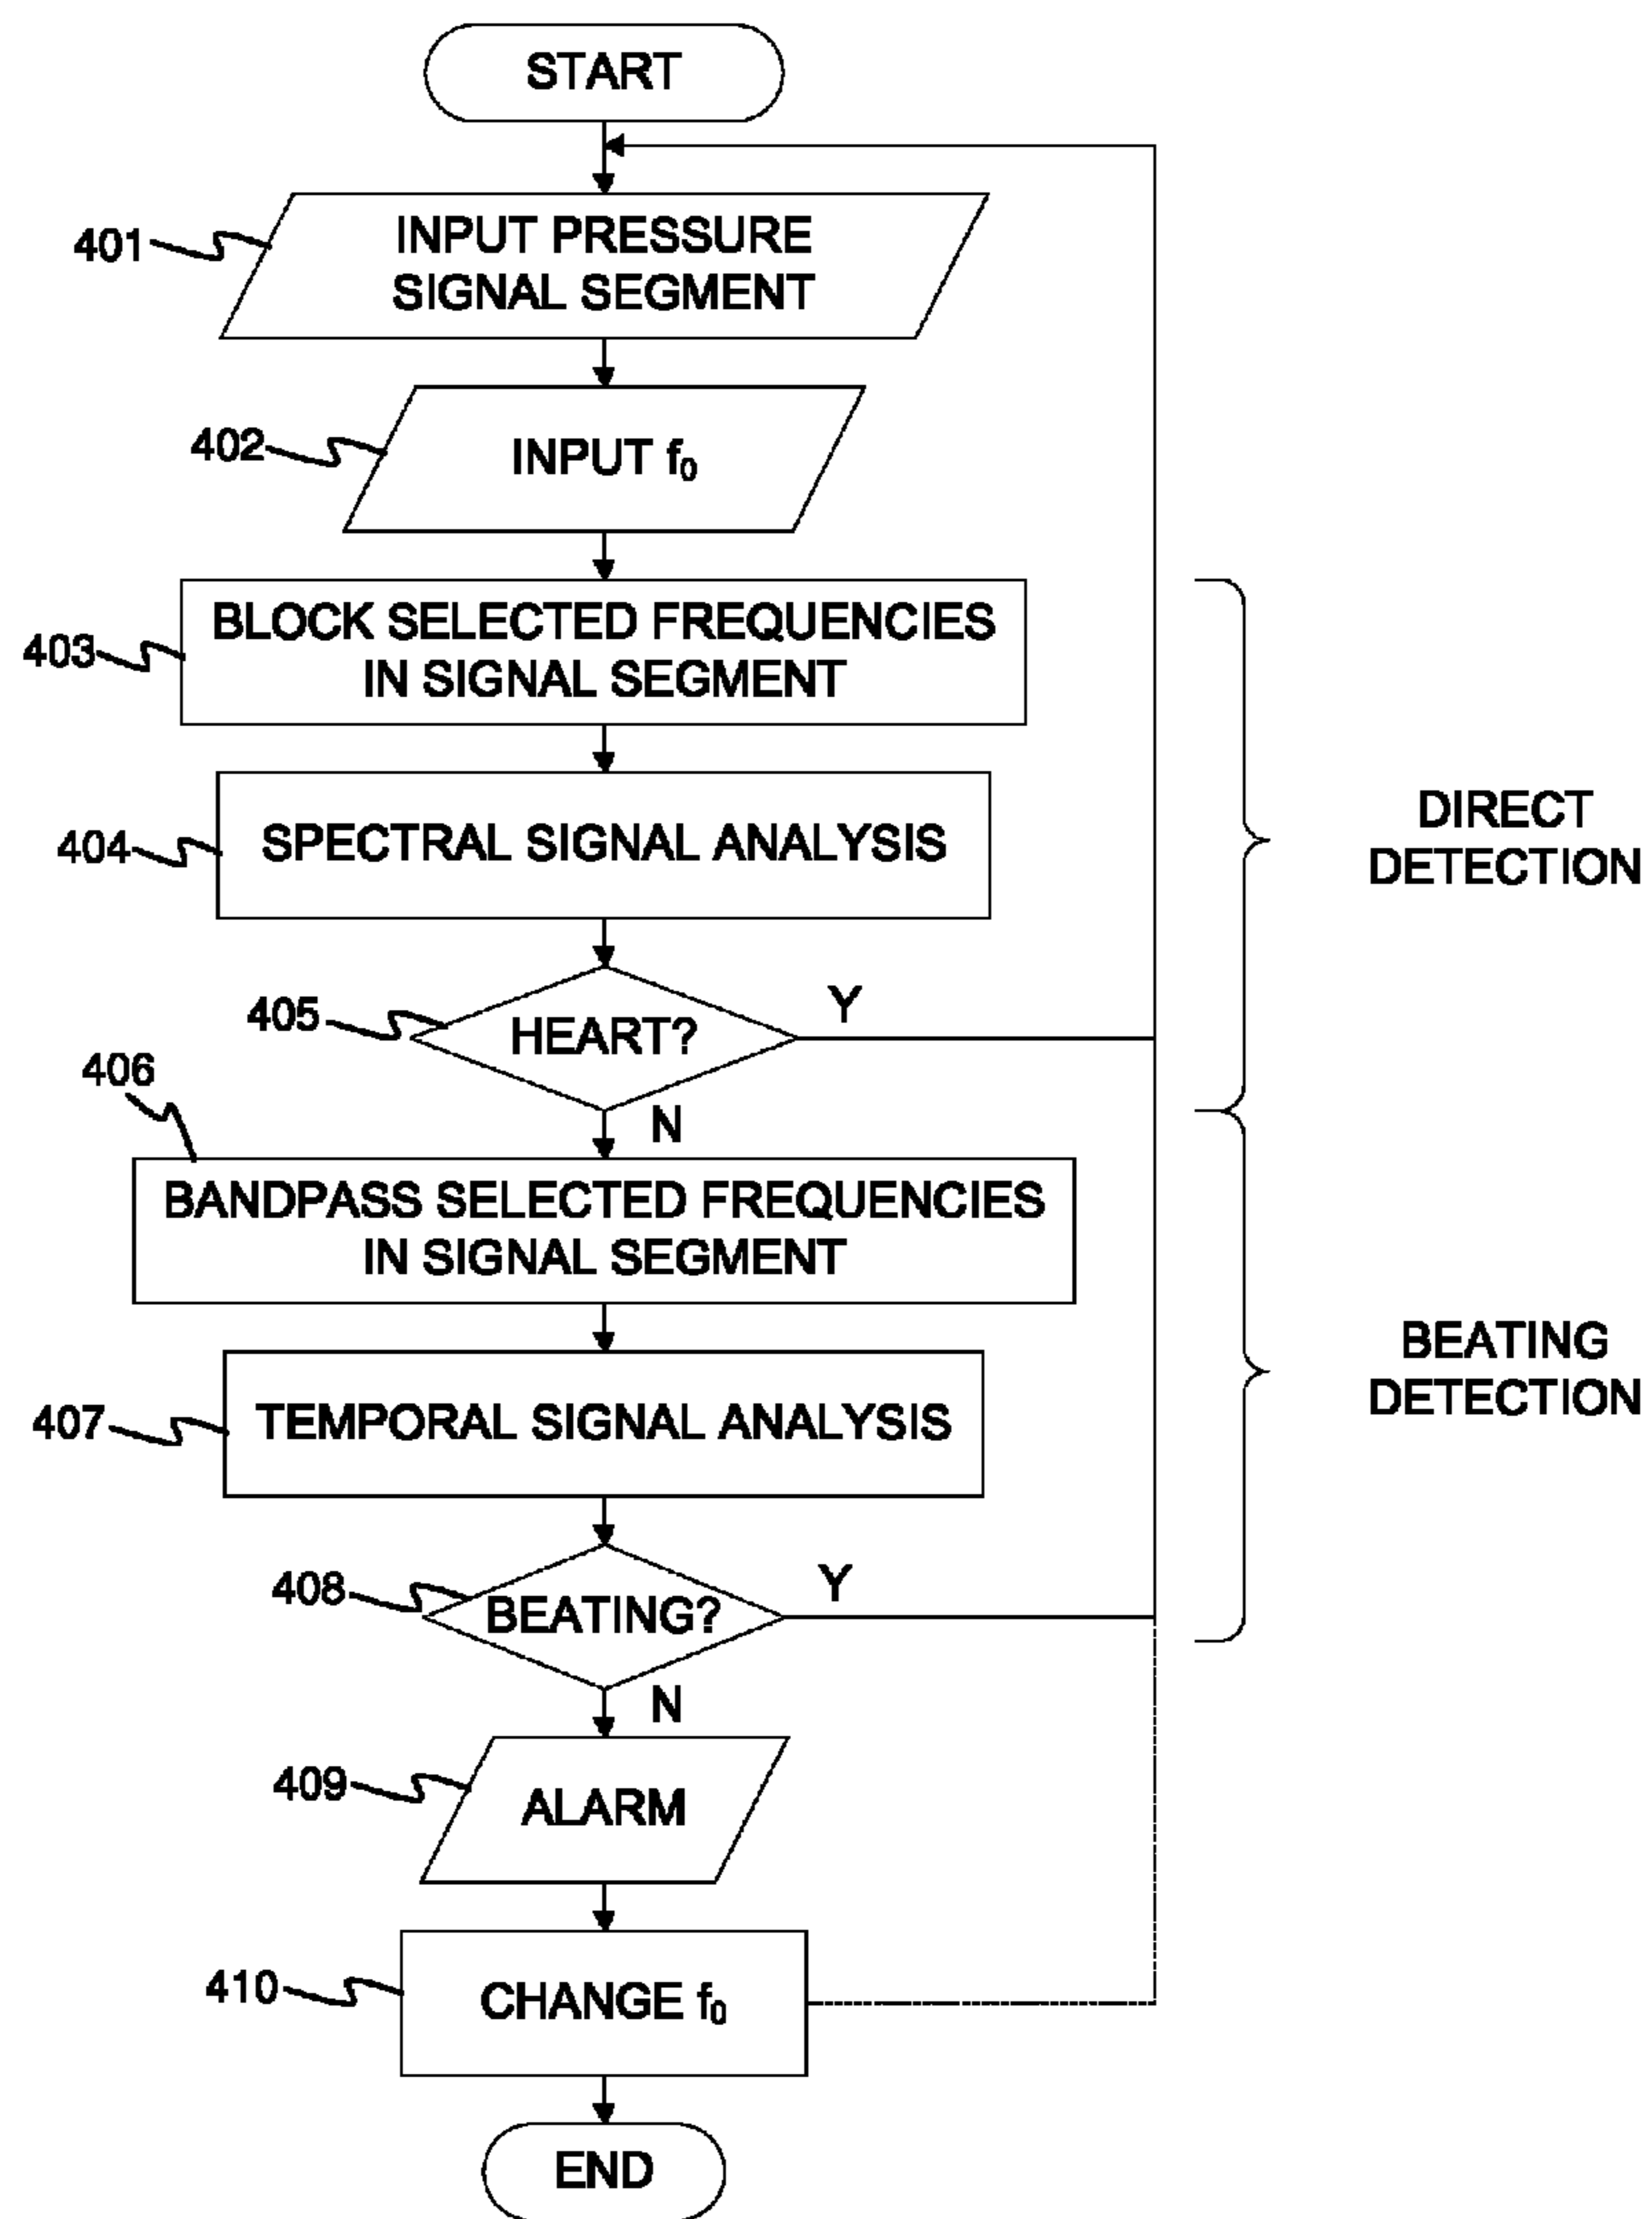 START
401
INPUT PRESSURE
SIGNAL SEGMENT
402
INPUT f₀
403
BLOCK SELECTED FREQUENCIES
IN SIGNAL SEGMENT
404
SPECTRAL SIGNAL ANALYSIS
DIRECT
DETECTION
405
HEART?
Y
N
406
BANDPASS SELECTED FREQUENCIES
IN SIGNAL SEGMENT
407
TEMPORAL SIGNAL ANALYSIS
BEATING
DETECTION
408
BEATING?
Y
N
409
ALARM
410
CHANGE f₀
END